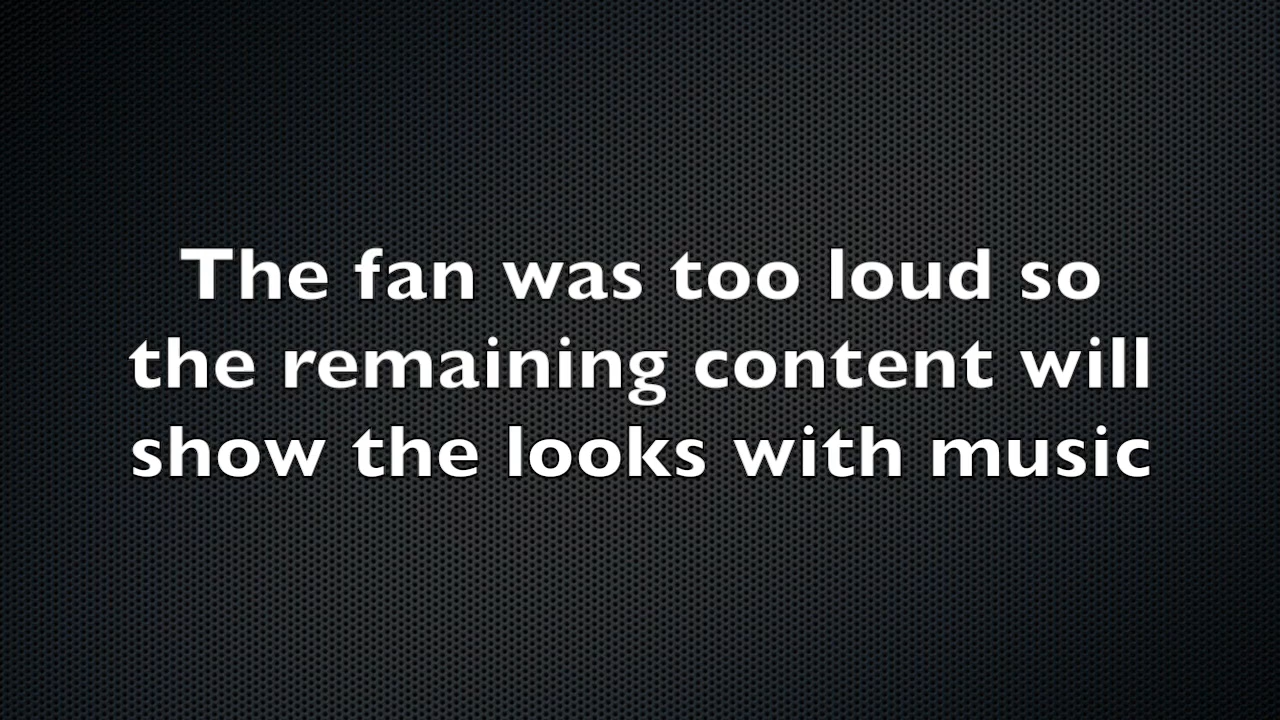 The fan was too loud so
the remaining content will
show the looks with music